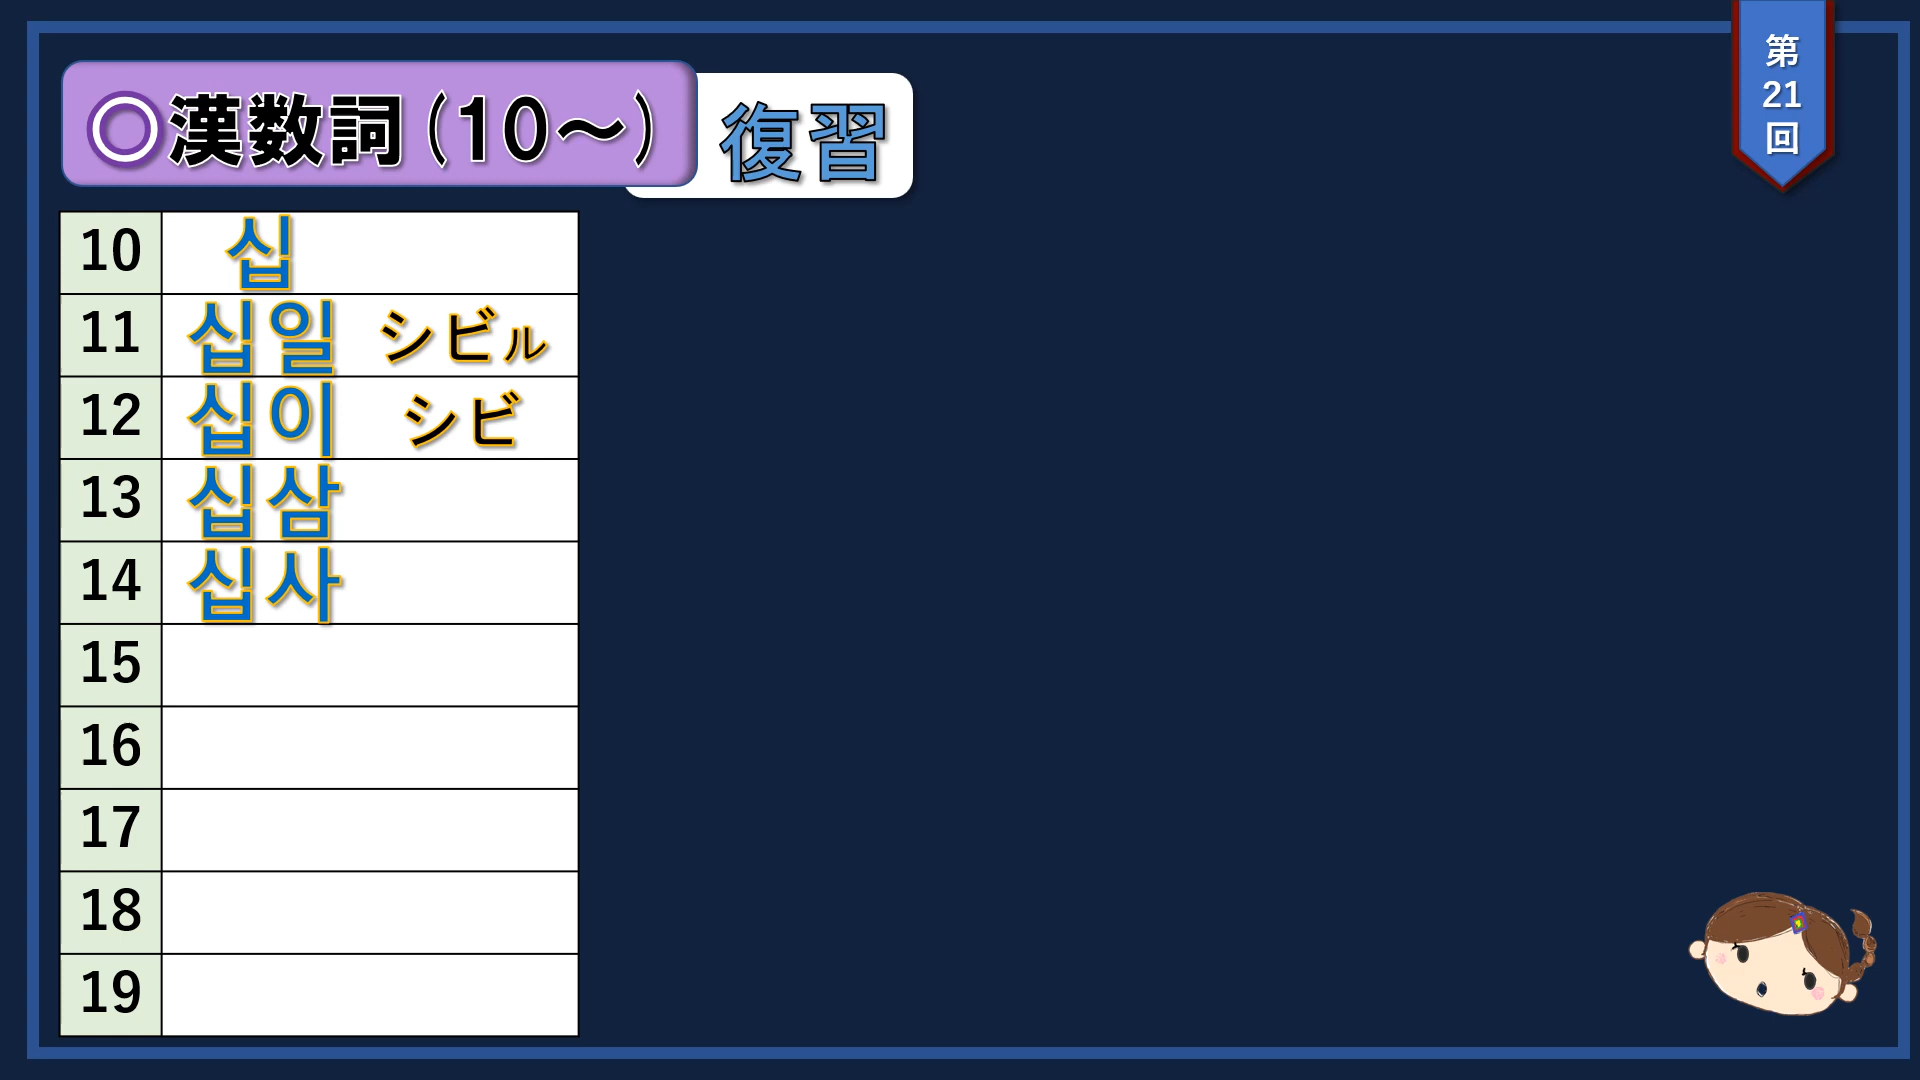 ◎漢数詞(10～)
復習
第
21
回
10 십
11 십일 シビル
12 십이 シビ
13 십삼
14 십사
15
16
17
18
19